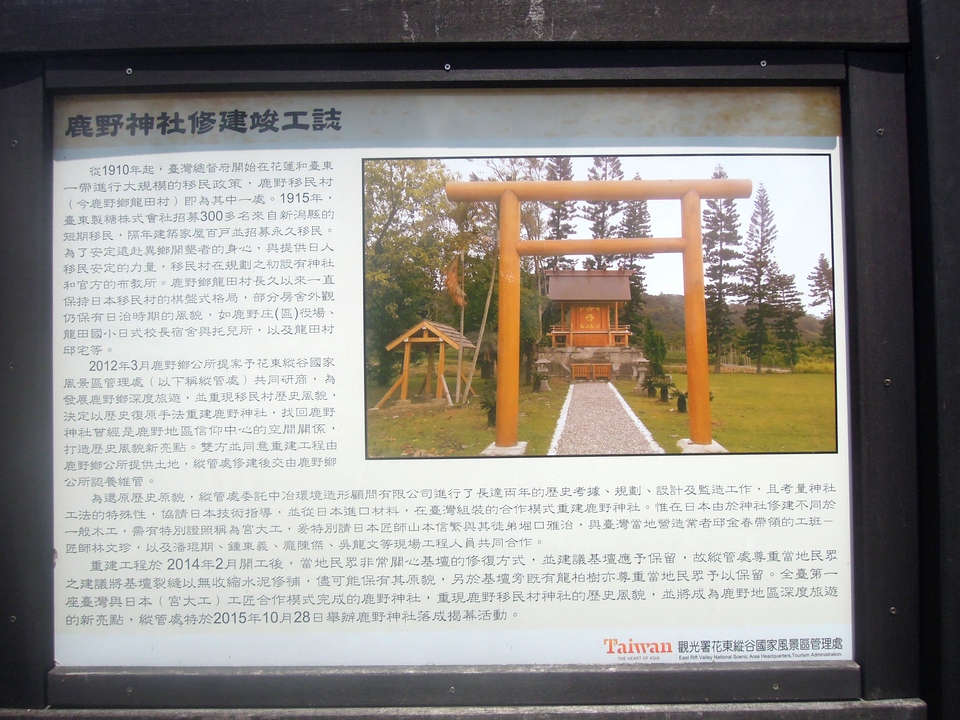 鹿野神社修建竣工誌
從1910年起，臺灣總督府開始在花蓮和臺東
一帶進行大規模的移民政策，鹿野移民村
（今鹿野鄉龍田村）即為其中一處。1915年，
臺東製糖株式會社招募300多名來自新潟縣的
短期移民，隔年建築家屋百戶並招募永久移民。
為了安定遠赴異鄉開墾者的身心，與提供日人
移民安定的力量，移民村在規劃之初設有神社
和官方的布教所。鹿野鄉龍田村長久以來一直
保持日本移民村的棋盤式格局，部分房舍外觀
仍保有日治時期的風貌，如鹿野庄(區)役場、
龍田國小日式校長宿舍與托兒所，以及龍田村
邱宅等。
2012年3月鹿野鄉公所提案予花東縱谷國家
風景區管理處（以下稱縱管處）共同研商，為
發展鹿野鄉深度旅遊，並重現移民村歷史風貌，
決定以歷史復原手法重建鹿野神社，找回鹿野
神社曾經是鹿野地區信仰中心的空間關係，
打造歷史風貌新亮點。雙方並同意重建工程由
鹿野鄉公所提供土地，縱管處修建後交由鹿野鄉
公所認養維管。
為還原歷史原貌，縱管處委託中冶環境造形顧問有限公司進行了長達兩年的歷史考據、規劃、設計及監造工作，且考量神社
工法的特殊性，協請日本技術指導，並從日本進口材料，在臺灣組裝的合作模式重建鹿野神社。惟在日本由於神社修建不同於
一般木工，需有特別證照稱為宮大工，爰特別請日本匠師山本信繁與其徒弟堀口雅治，與臺灣當地營造業者邱金春帶領的工班－
匠師林文珍，以及潘琨期、鍾東義、龐陳傑、吳龍文等現場工程人員共同合作。
重建工程於 2014年2月開工後，當地民眾非常關心基壇的修復方式，並建議基壇應予保留，故縱管處尊重當地民眾
之建議將基壇裂縫以無收縮水泥修補，儘可能保有其原貌，另於基壇旁既有龍柏樹亦尊重當地民眾予以保留。全臺第一
座臺灣與日本（宮大工）工匠合作模式完成的鹿野神社，重現鹿野移民村神社的歷史風貌，並將成為鹿野地區深度旅遊
的新亮點，縱管處特於2015年10月28日舉辦鹿野神社落成揭幕活動。
Taiwan
THE HEART OF ASIA
觀光署花東縱谷國家風景區管理處
East Rift Valley National Scenic Area Headquarters,Tourism Administration.